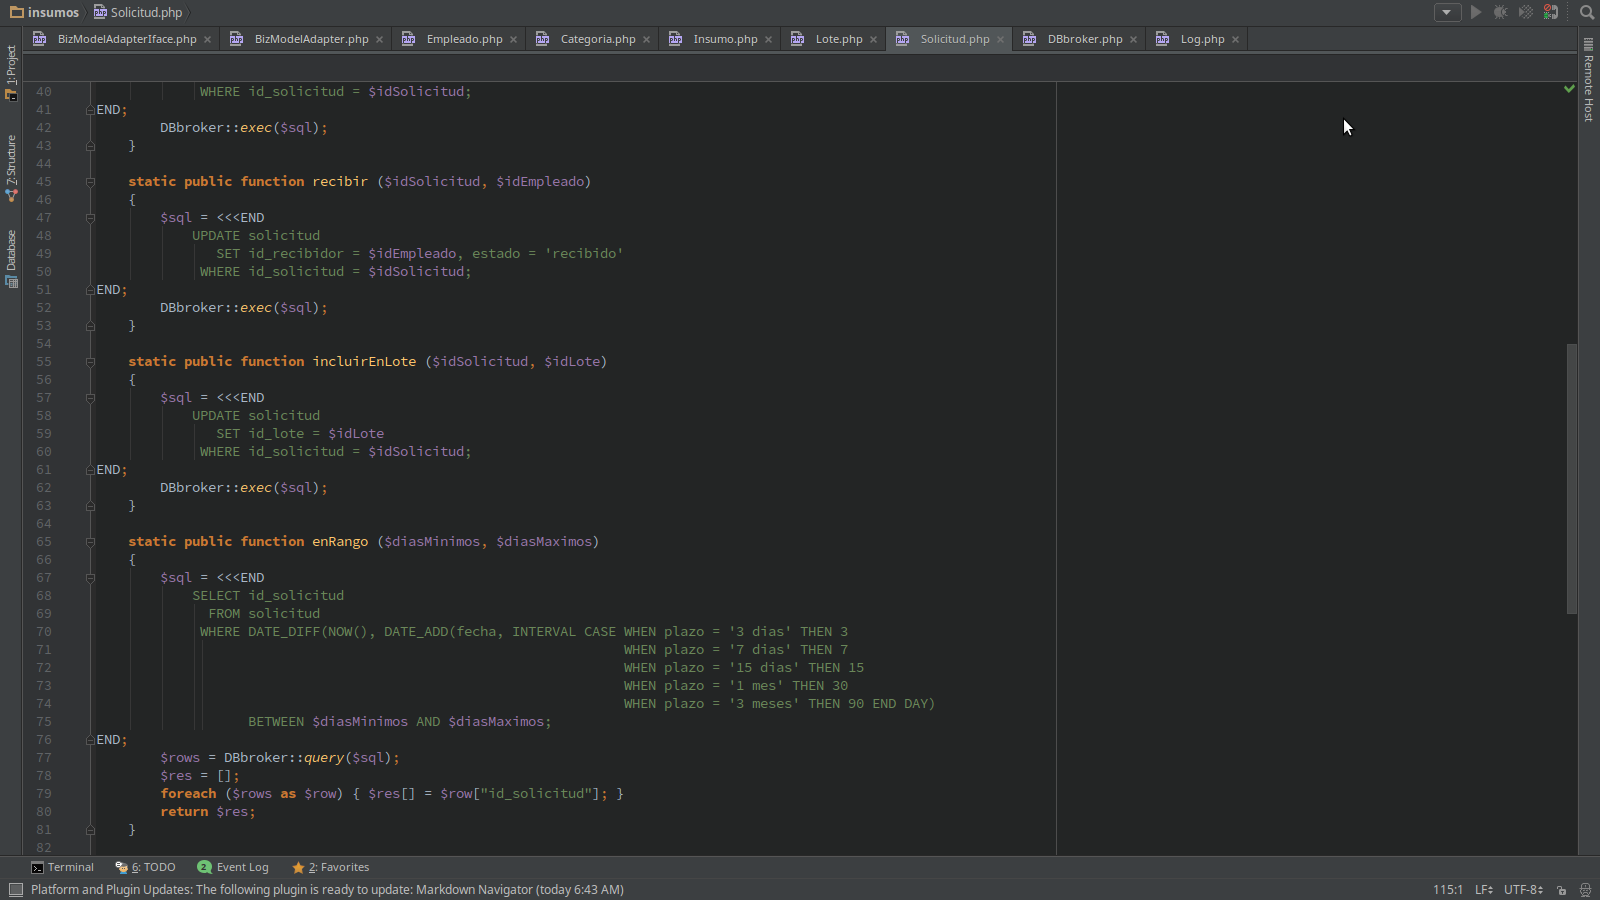 insumos Solicitud.php
BizModelAdapterIface.php BizModelAdapter.php Empleado.php Categoria.php Insumo.php Lote.php Solicitud.php DBbroker.php Log.php
1: Project
7: Structure
Database
Remote Host
40 WHERE id_solicitud = $idSolicitud;
41 END;
42 DBbroker::exec($sql);
43 }
44
45 static public function recibir ($idSolicitud, $idEmpleado)
46 {
47 $sql = <<<END
48 UPDATE solicitud
49 SET id_recibidor = $idEmpleado, estado = 'recibido'
50 WHERE id_solicitud = $idSolicitud;
51 END;
52 DBbroker::exec($sql);
53 }
54
55 static public function incluirEnLote ($idSolicitud, $idLote)
56 {
57 $sql = <<<END
58 UPDATE solicitud
59 SET id_lote = $idLote
60 WHERE id_solicitud = $idSolicitud;
61 END;
62 DBbroker::exec($sql);
63 }
64
65 static public function enRango ($diasMinimos, $diasMaximos)
66 {
67 $sql = <<<END
68 SELECT id_solicitud
69 FROM solicitud
70 WHERE DATE_DIFF(NOW(), DATE_ADD(fecha, INTERVAL CASE WHEN plazo = '3 dias' THEN 3
71 WHEN plazo = '7 dias' THEN 7
72 WHEN plazo = '15 dias' THEN 15
73 WHEN plazo = '1 mes' THEN 30
74 WHEN plazo = '3 meses' THEN 90 END DAY)
75 BETWEEN $diasMinimos AND $diasMaximos;
76 END;
77 $rows = DBbroker::query($sql);
78 $res = [];
79 foreach ($rows as $row) { $res[] = $row["id_solicitud"]; }
80 return $res;
81 }
82
Terminal 6: TODO 2 Event Log 2: Favorites
Platform and Plugin Updates: The following plugin is ready to update: Markdown Navigator (today 6:43 AM) 115:1 LF UTF-8